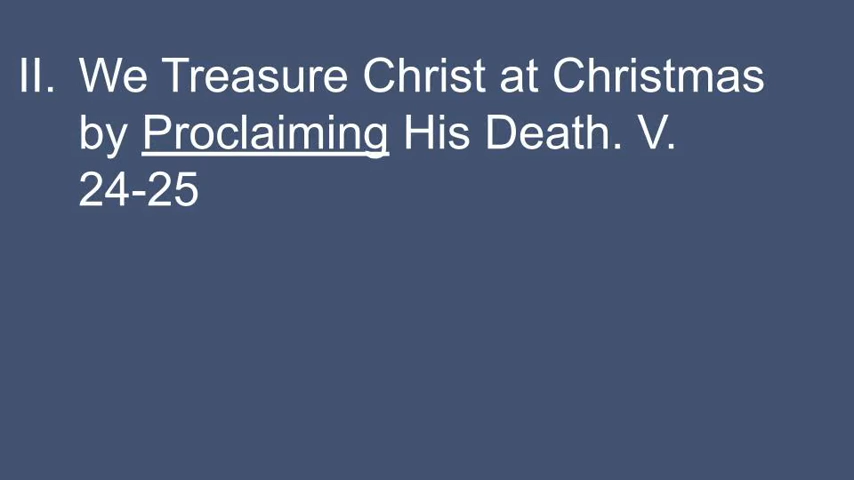 II. We Treasure Christ at Christmas
by Proclaiming His Death. V.
24-25